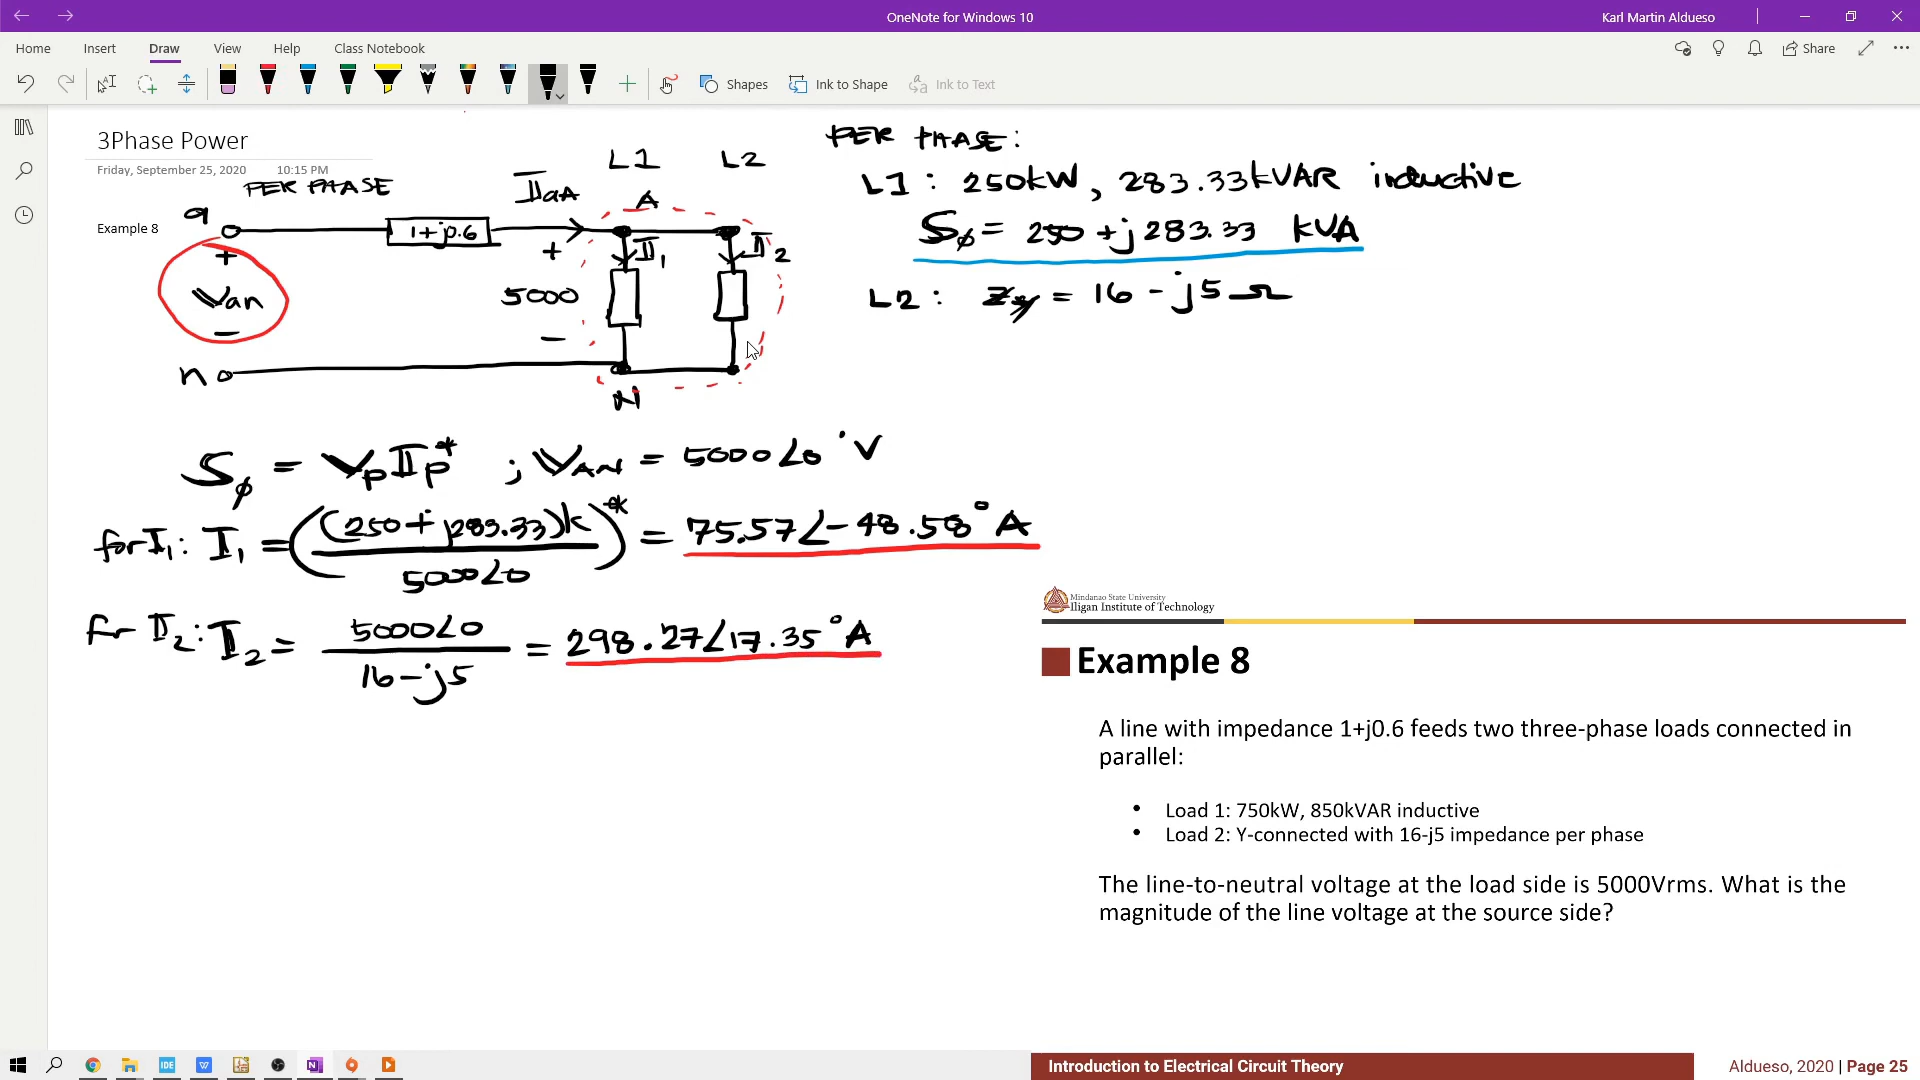 OneNote for Windows 10
Karl Martin Aldueso
Home Insert Draw View Help Class Notebook
Share
Shapes
Ink to Shape
Ink to Text
3Phase Power
Friday, September 25, 2020 10:15 PM
Example 8
PER PHASE
a
1+j0.6
𝕀aA
L1
L2
A
+
Van
−
+
5000
−
𝕀1
𝕀2
n
N
PER PHASE:
L1: 250kW, 283.33kVAR inductive
Sφ = 250 + j283.33 kVA
L2: ZY = 16 - j5 Ω
Sφ = Vp𝕀p* ; VAN = 5000∠0° V
for I1: I1 = ((250+j283.33)k / 5000∠0)* = 75.57∠-48.58° A
for 𝕀2: 𝕀2 = 5000∠0 / 16-j5 = 298.27∠17.35° A
Mindanao State University
Iligan Institute of Technology
Example 8
A line with impedance 1+j0.6 feeds two three-phase loads connected in
parallel:
• Load 1: 750kW, 850kVAR inductive
• Load 2: Y-connected with 16-j5 impedance per phase
The line-to-neutral voltage at the load side is 5000Vrms. What is the
magnitude of the line voltage at the source side?
IDE
Introduction to Electrical Circuit Theory
Aldueso, 2020 | Page 25